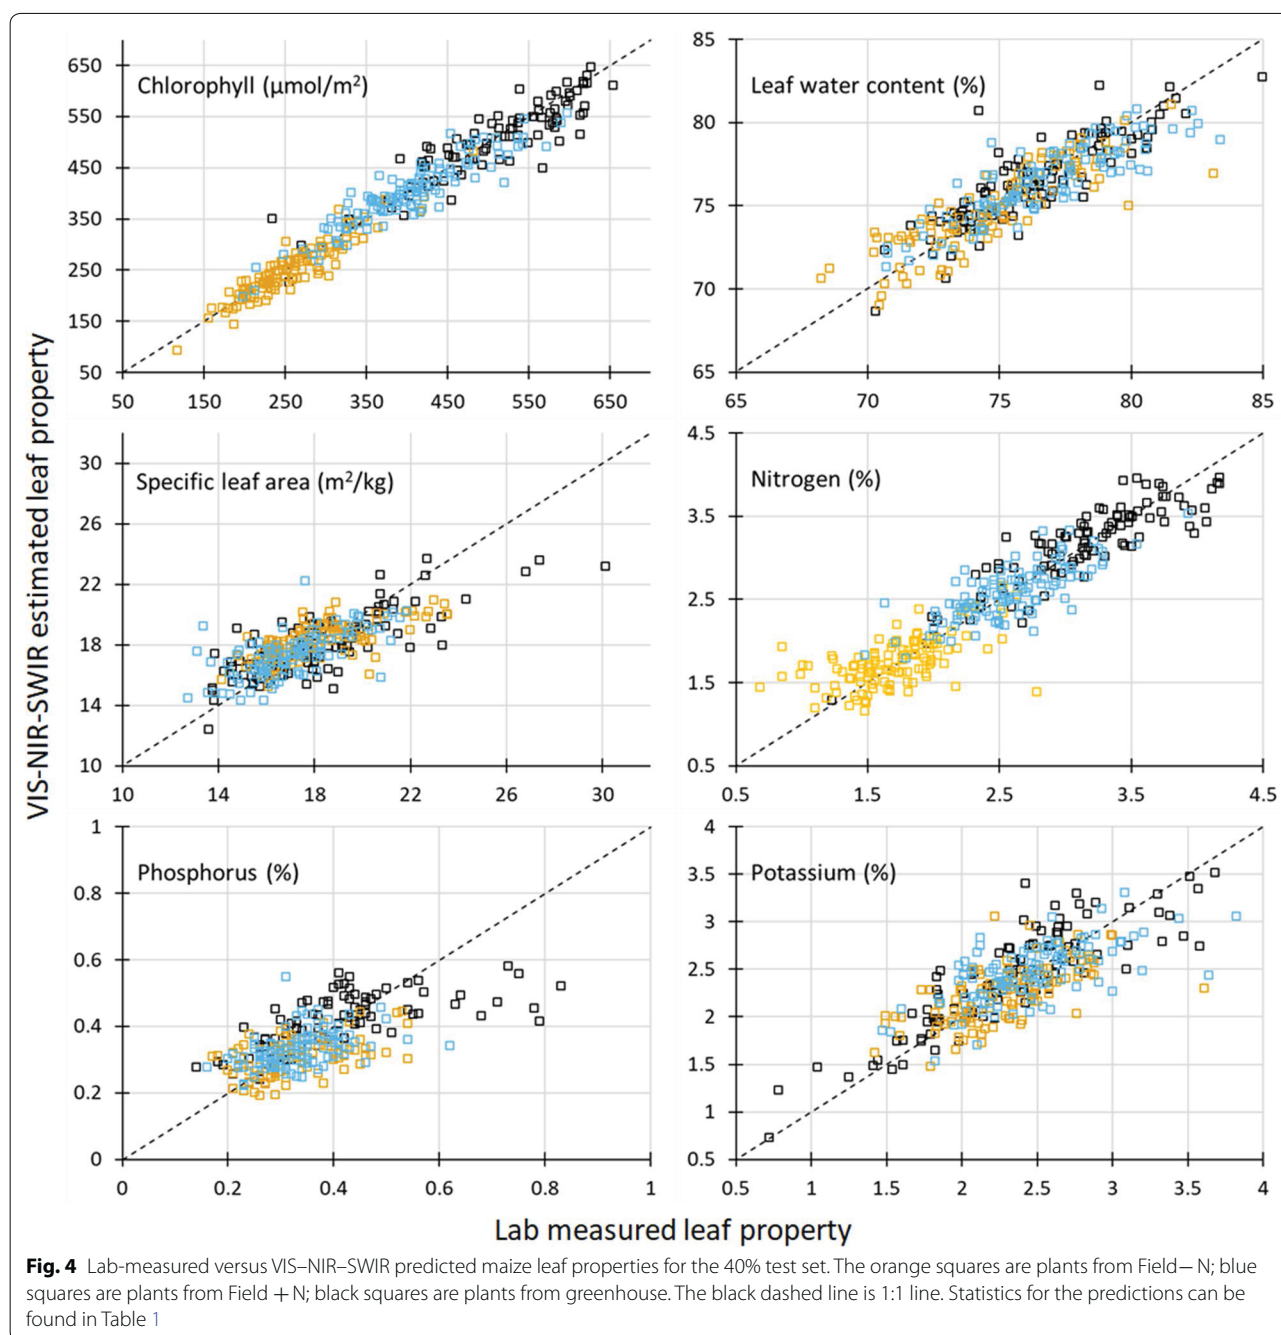 VIS-NIR-SWIR estimated leaf property
Chlorophyll (µmol/m²)
650
550
450
350
250
150
50
50 150 250 350 450 550 650
Leaf water content (%)
85
80
75
70
65
65 70 75 80 85
Specific leaf area (m²/kg)
30
26
22
18
14
10
10 14 18 22 26 30
Nitrogen (%)
4.5
3.5
2.5
1.5
0.5
0.5 1.5 2.5 3.5 4.5
Phosphorus (%)
1
0.8
0.6
0.4
0.2
0
0 0.2 0.4 0.6 0.8 1
Potassium (%)
4
3.5
3
2.5
2
1.5
1
0.5
0.5 1 1.5 2 2.5 3 3.5 4
Lab measured leaf property
Fig. 4 Lab-measured versus VIS–NIR–SWIR predicted maize leaf properties for the 40% test set. The orange squares are plants from Field− N; blue
squares are plants from Field + N; black squares are plants from greenhouse. The black dashed line is 1:1 line. Statistics for the predictions can be
found in Table 1